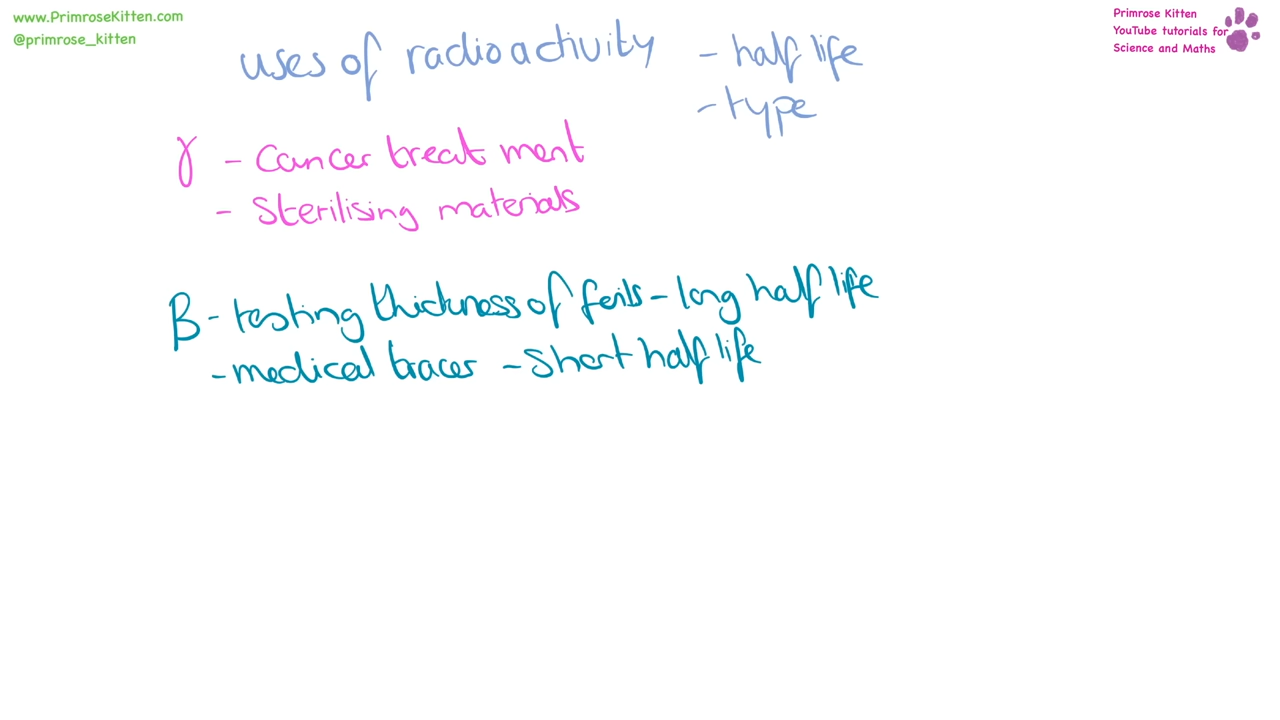 www.PrimroseKitten.com
@primrose_kitten
Primrose Kitten
YouTube tutorials for
Science and Maths
uses of radioactivity - half life
- type
γ - Cancer treatment
- Sterilising materials
β - testing thickness of foils - long half life
- medical tracer - Short half life